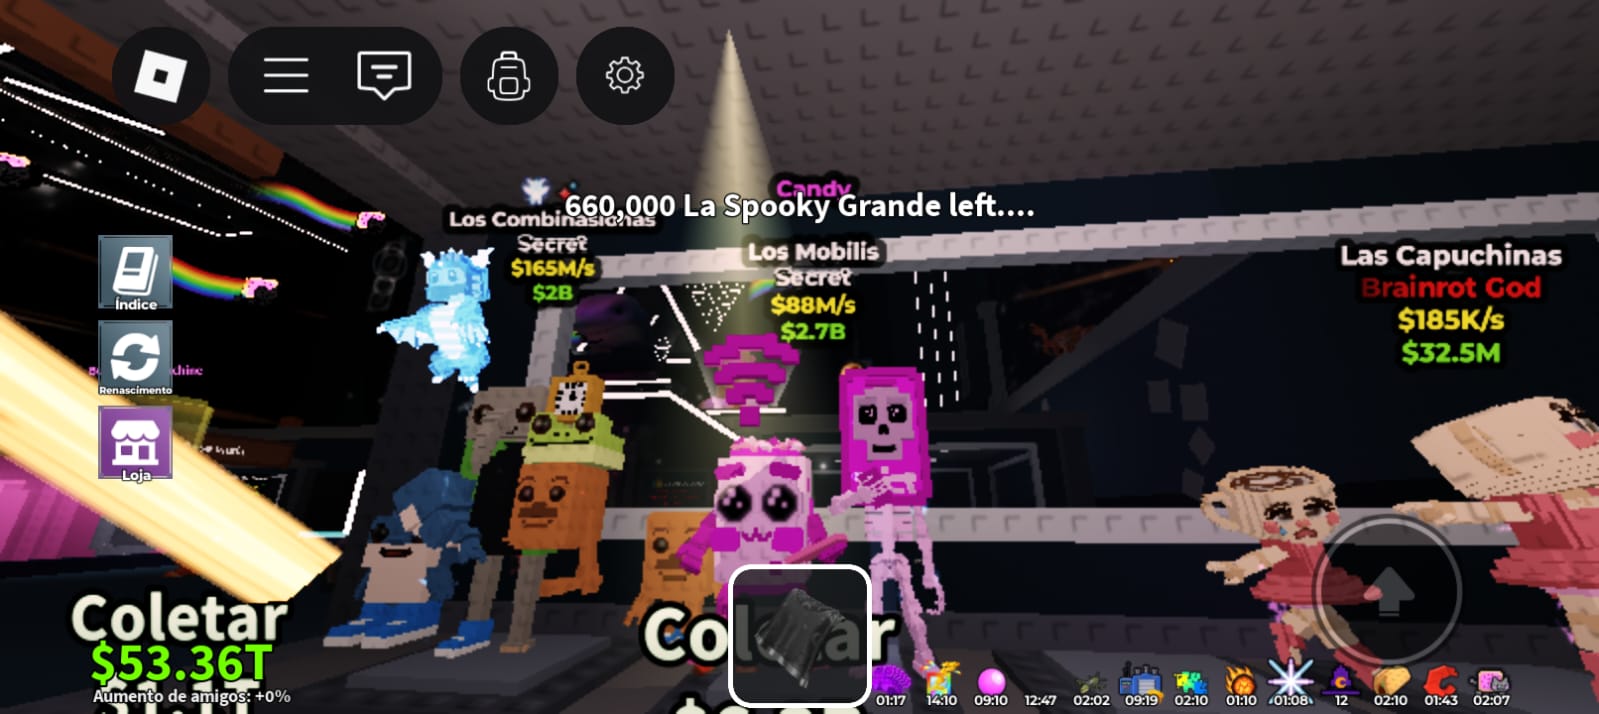 Candy
660,000 La Spooky Grande left....
Los Combinasionas
Secret
$165M/s
$2B
Los Mobilis
Secret
$88M/s
$2.7B
Las Capuchinas
Brainrot God
$185K/s
$32.5M
Índice
Renascimento
Loja
Coletar
$53.36T
Aumento de amigos: +0%
Coletar
01:17
14:10
09:10
12:47
02:02
09:19
02:10
01:10
01:08
12
02:10
01:43
02:07